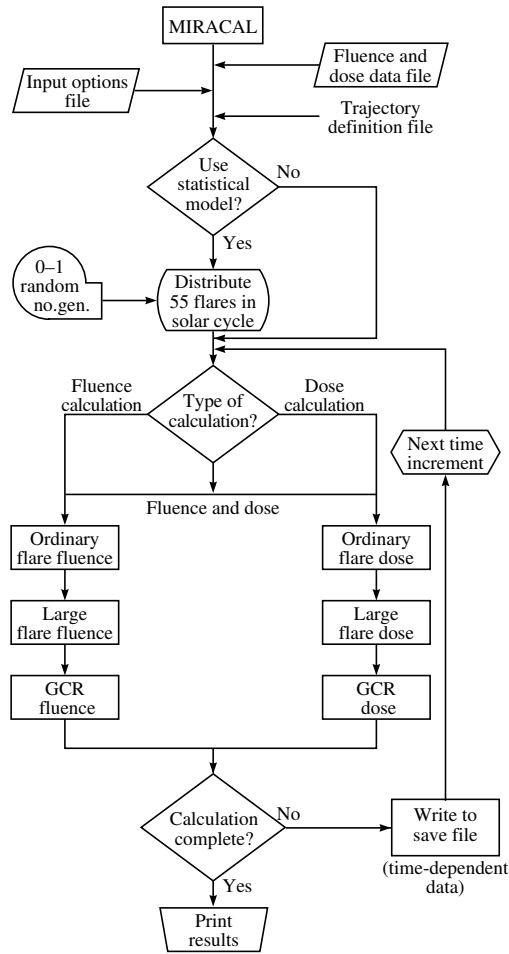 MIRACAL
Fluence and
dose data file
Input options
file
Trajectory
definition file
Use
statistical
model?
No
Yes
0–1
random
no.gen.
Distribute
55 flares in
solar cycle
Fluence
calculation
Type of
calculation?
Dose
calculation
Next time
increment
Fluence and dose
Ordinary
flare fluence
Ordinary
flare dose
Large
flare fluence
Large
flare dose
GCR
fluence
GCR
dose
Calculation
complete?
No
Write to
save file
(time-dependent
data)
Yes
Print
results